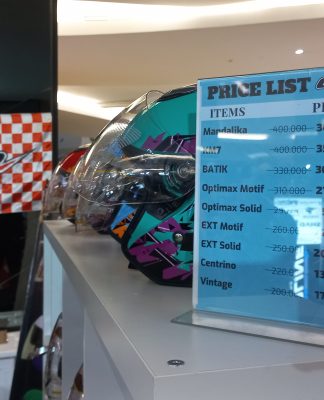 PRICE LIST
ITEMS
Mandalika 400.000
KM7 400.000
BATIK 330.000
Optimax Motif 310.000
Optimax Solid
EXT Motif 260.000
EXT Solid 250.000
Centrino 220.000
Vintage 200.000